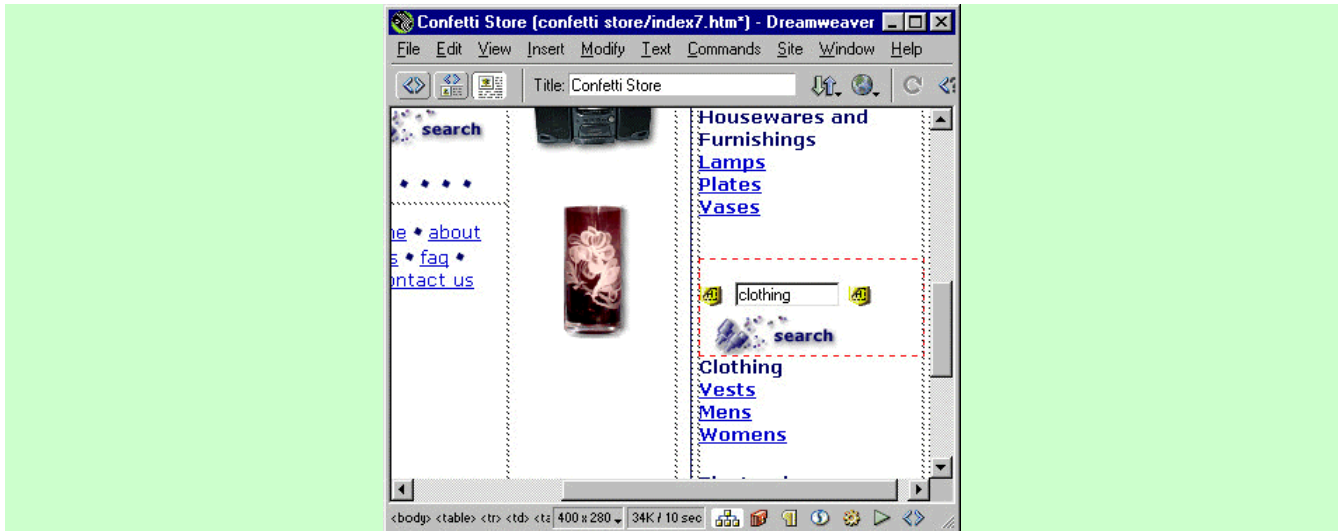 Confetti Store (confetti store/index7.htm*) - Dreamweaver
File Edit View Insert Modify Text Commands Site Window Help
Title: Confetti Store
search
about
faq
ontact us
Housewares and
Furnishings
Lamps
Plates
Vases
clothing
search
Clothing
Vests
Mens
Womens
<body> <table> <tr> <td> <ta 400 x 280 34K / 10 sec